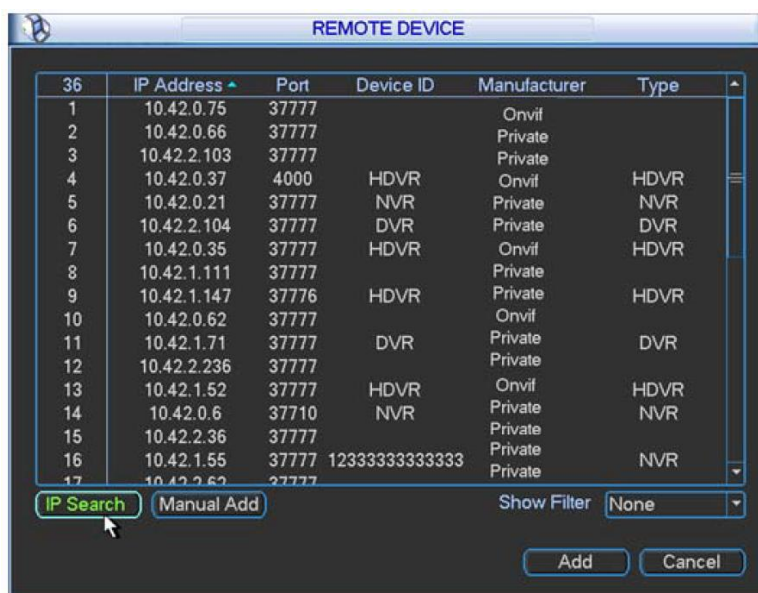 REMOTE DEVICE
36 IP Address Port Device ID Manufacturer Type
1 10.42.0.75 37777 Onvif
2 10.42.0.66 37777 Private
3 10.42.2.103 37777 Private
4 10.42.0.37 4000 HDVR Onvif HDVR
5 10.42.0.21 37777 NVR Private NVR
6 10.42.2.104 37777 DVR Private DVR
7 10.42.0.35 37777 HDVR Onvif HDVR
8 10.42.1.111 37777 Private
9 10.42.1.147 37776 HDVR Private HDVR
10 10.42.0.62 37777 Onvif
11 10.42.1.71 37777 DVR Private DVR
12 10.42.2.236 37777 Private
13 10.42.1.52 37777 HDVR Onvif HDVR
14 10.42.0.6 37710 NVR Private NVR
15 10.42.2.36 37777 Private
16 10.42.1.55 37777 12333333333333 Private NVR
17 10.42.2.62 37777 Private
IP Search Manual Add Show Filter None
Add Cancel